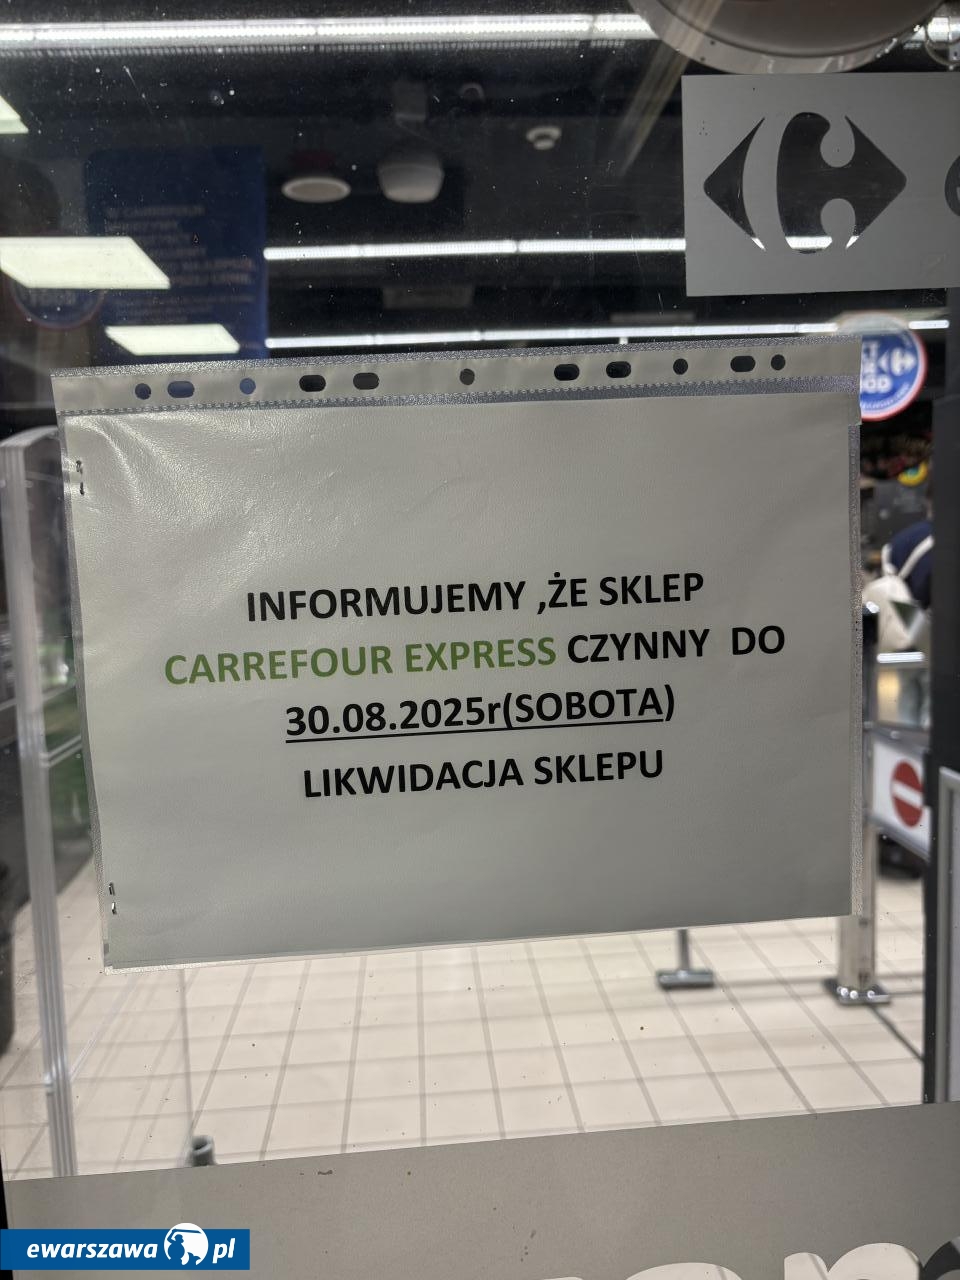 INFORMUJEMY ,ŻE SKLEP
CARREFOUR EXPRESS CZYNNY DO
30.08.2025r(SOBOTA)
LIKWIDACJA SKLEPU
ewarszawa.pl